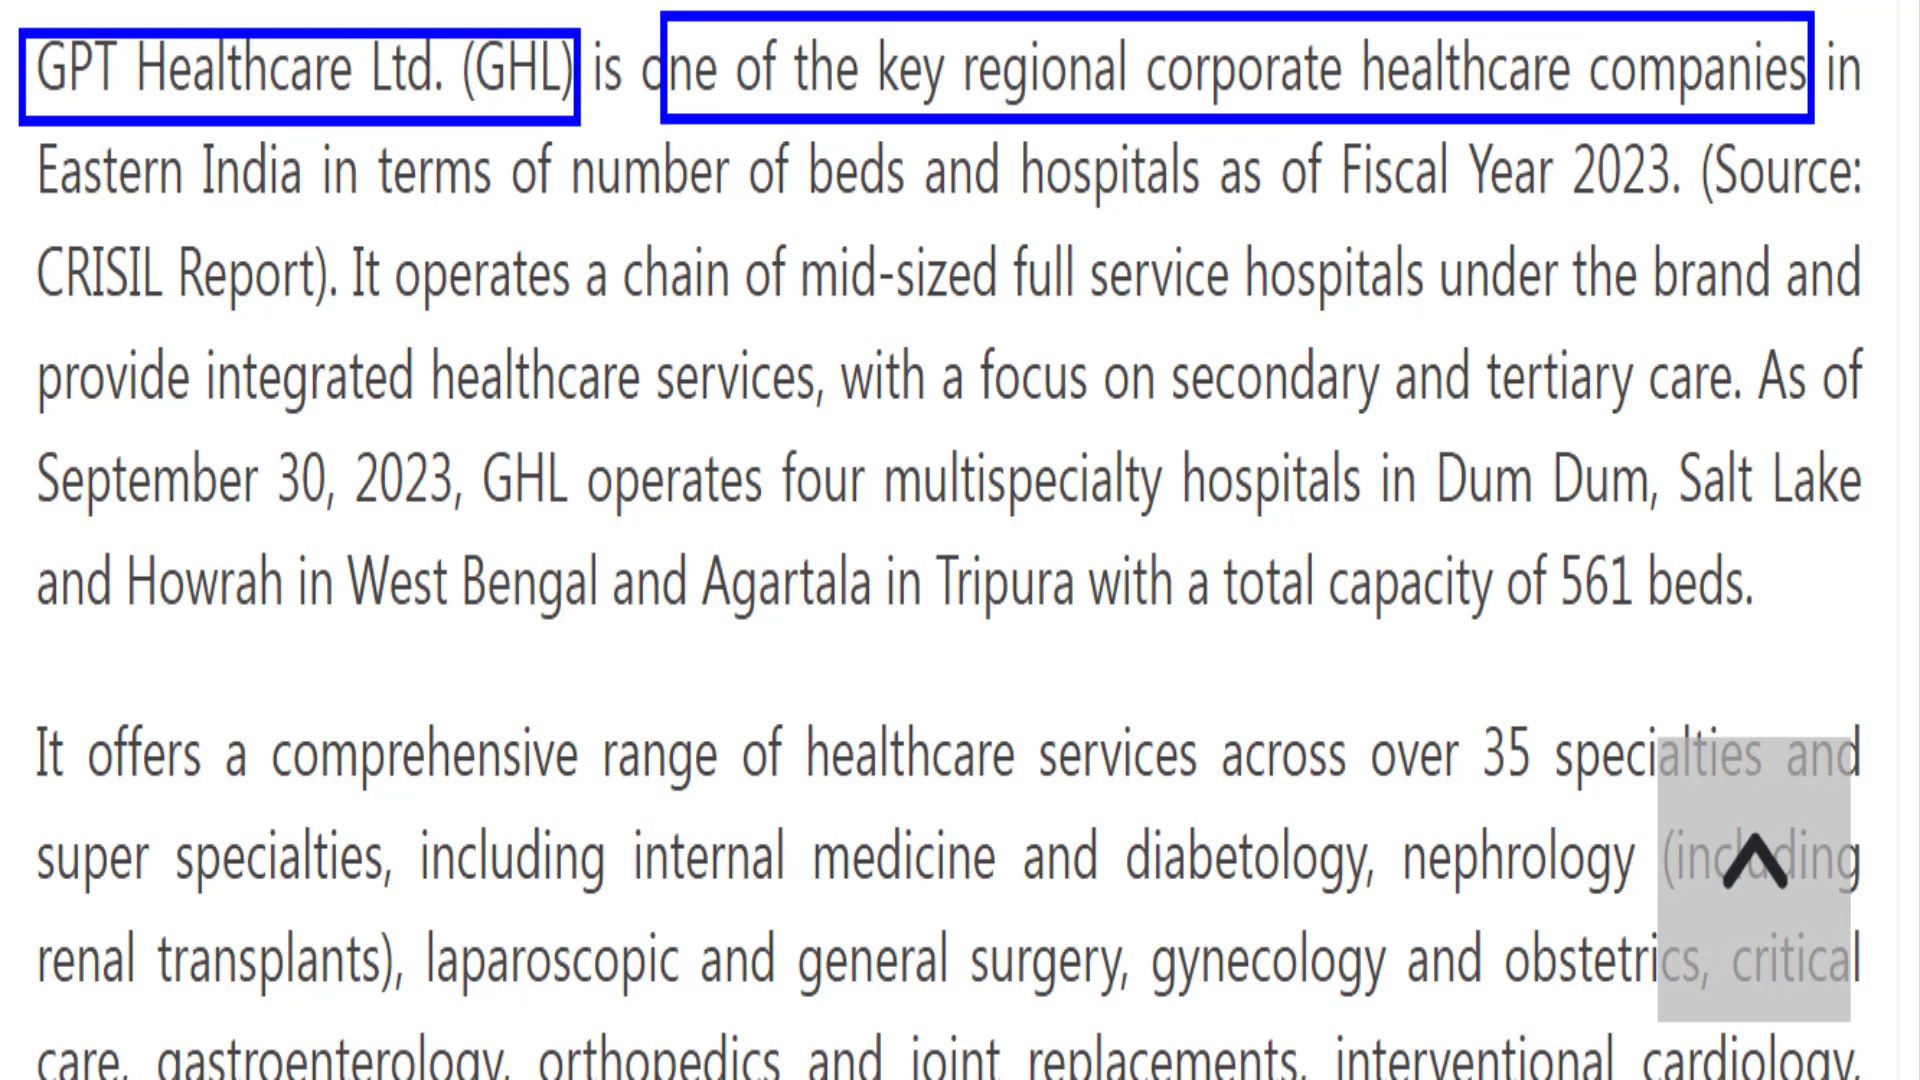 GPT Healthcare Ltd. (GHL) is one of the key regional corporate healthcare companies in
Eastern India in terms of number of beds and hospitals as of Fiscal Year 2023. (Source:
CRISIL Report). It operates a chain of mid-sized full service hospitals under the brand and
provide integrated healthcare services, with a focus on secondary and tertiary care. As of
September 30, 2023, GHL operates four multispecialty hospitals in Dum Dum, Salt Lake
and Howrah in West Bengal and Agartala in Tripura with a total capacity of 561 beds.
It offers a comprehensive range of healthcare services across over 35 specialties and
super specialties, including internal medicine and diabetology, nephrology (including
renal transplants), laparoscopic and general surgery, gynecology and obstetrics, critical
care, gastroenterology, orthopedics and joint replacements, interventional cardiology,